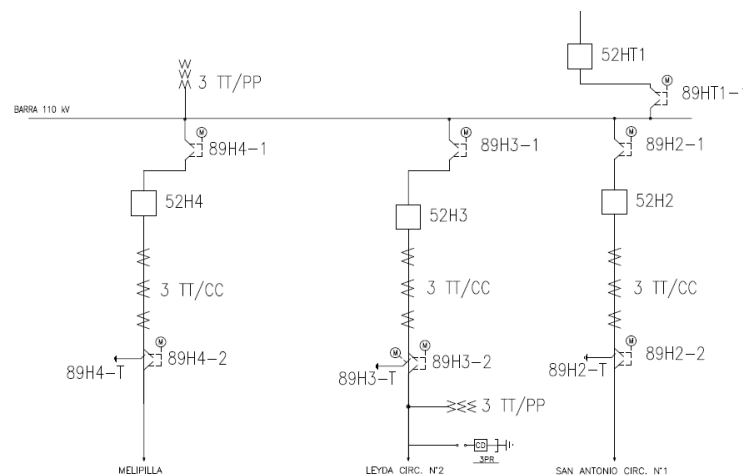 52HT1
M
89HT1-1
3 TT/PP
BARRA 110 kV
M
89H4-1
M
89H3-1
M
89H2-1
52H4
52H3
52H2
3 TT/CC
3 TT/CC
3 TT/CC
M
89H4-2
89H4-T
M
M
89H3-2
89H3-T
M
89H2-2
89H2-T
3 TT/PP
CD
3PR
MELIPILLA
LEYDA CIRC. N°2
SAN ANTONIO CIRC. N°1